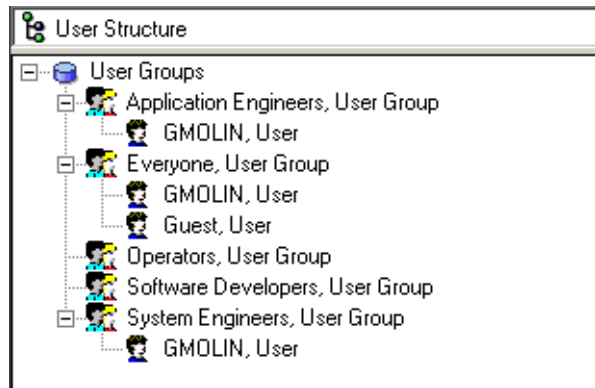 User Structure
User Groups
Application Engineers, User Group
GMOLIN, User
Everyone, User Group
GMOLIN, User
Guest, User
Operators, User Group
Software Developers, User Group
System Engineers, User Group
GMOLIN, User